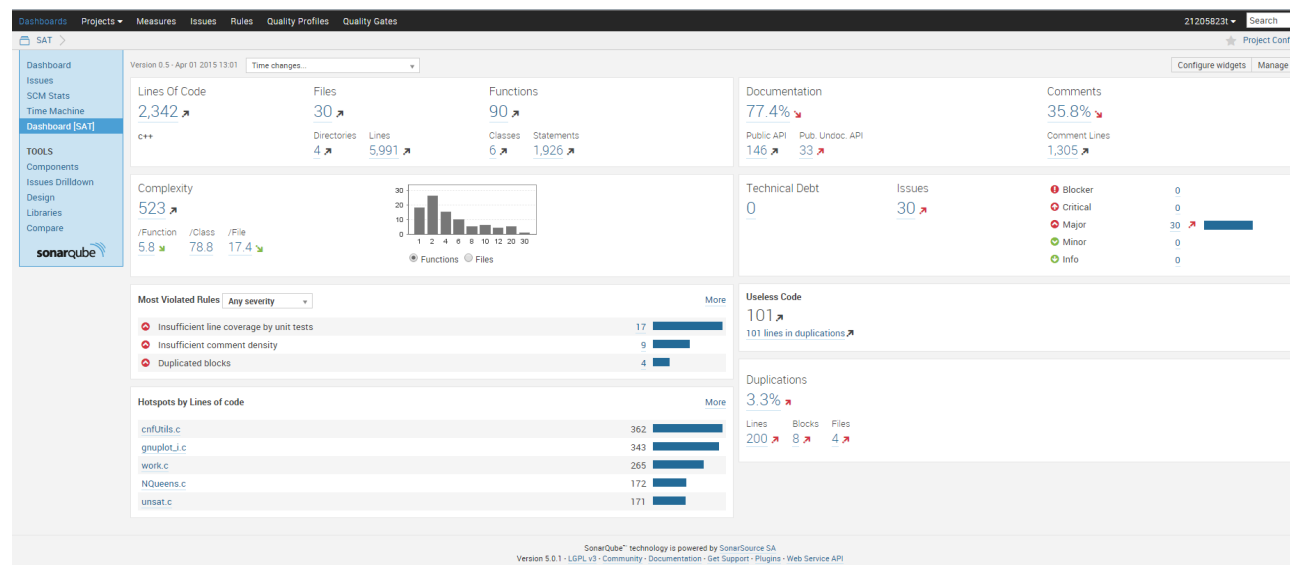 Dashboards Projects Measures Issues Rules Quality Profiles Quality Gates 21205823t Search
SAT Project Conf
Dashboard
Issues
SCM Stats
Time Machine
Dashboard [SAT]
TOOLS
Components
Issues Drilldown
Design
Libraries
Compare
sonarqube
Version 0.5 - Apr 01 2015 13:01 Time changes... Configure widgets Manage
Lines Of Code Files Functions
2,342 30 90
c++ Directories Lines Classes Statements
4 5,991 6 1,926
Documentation Comments
77.4% 35.8%
Public API Pub. Undoc. API Comment Lines
146 33 1,305
Complexity
523
/Function /Class /File
5.8 78.8 17.4
30
20
10
0
1 2 4 6 8 10 12 20 30
Functions Files
Technical Debt Issues
0 30
Blocker 0
Critical 0
Major 30
Minor 0
Info 0
Most Violated Rules Any severity More
Insufficient line coverage by unit tests 17
Insufficient comment density 9
Duplicated blocks 4
Useless Code
101
101 lines in duplications
Hotspots by Lines of code More
cnfUtils.c 362
gnuplot_i.c 343
work.c 265
NQueens.c 172
unsat.c 171
Duplications
3.3%
Lines Blocks Files
200 8 4
SonarQube™ technology is powered by SonarSource SA
Version 5.0.1 - LGPL v3 - Community - Documentation - Get Support - Plugins - Web Service API